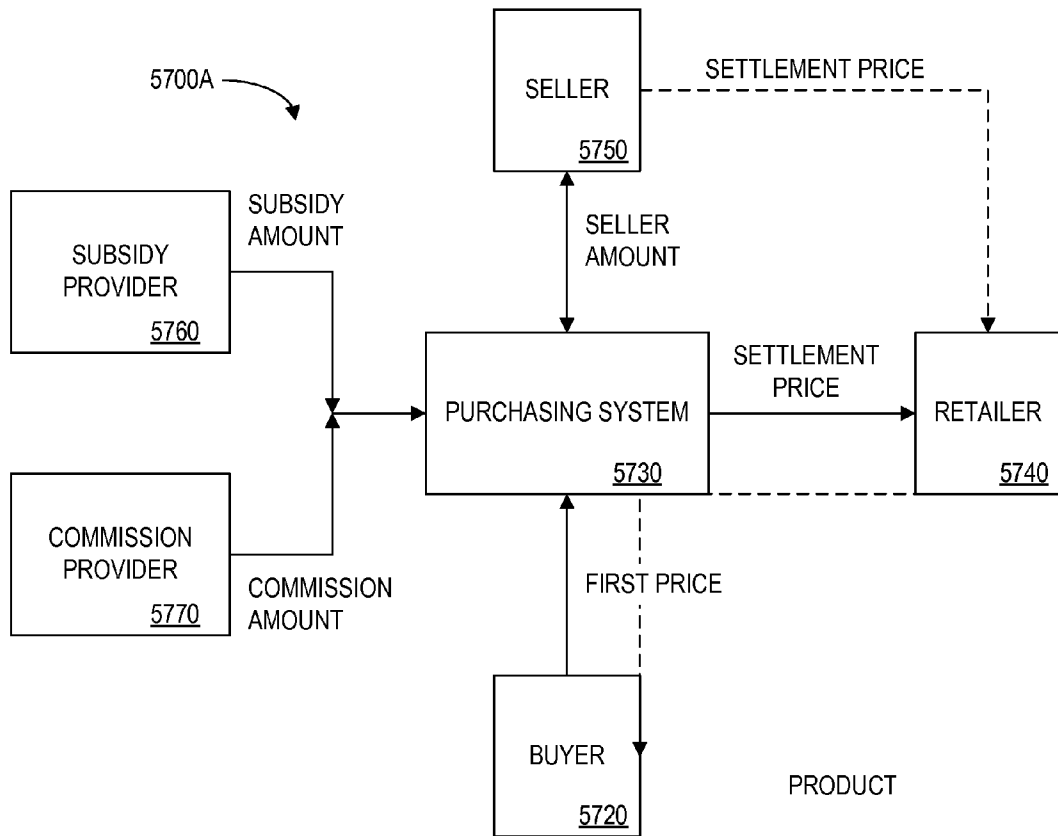 5700A
SELLER
5750
SETTLEMENT PRICE
SUBSIDY
AMOUNT
SUBSIDY
PROVIDER
5760
SELLER
AMOUNT
PURCHASING SYSTEM
5730
SETTLEMENT
PRICE
RETAILER
5740
COMMISSION
PROVIDER
5770
COMMISSION
AMOUNT
FIRST PRICE
BUYER
5720
PRODUCT